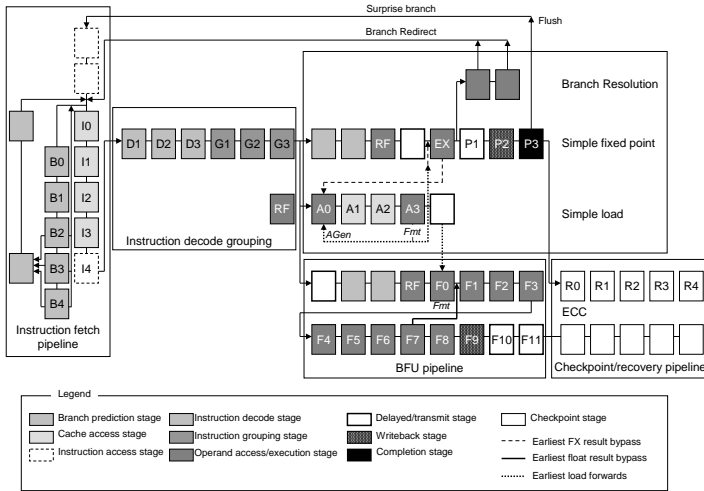 Surprise branch
Flush
Branch Redirect
Branch Resolution
I0
D1 D2 D3 G1 G2 G3 RF EX P1 P2 P3 Simple fixed point
B0 I1
B1 I2
RF A0 A1 A2 A3 Simple load
B2 I3
AGen Fmt
Instruction decode grouping
B3 I4
RF F0 F1 F2 F3 R0 R1 R2 R3 R4
B4
Fmt ECC
Instruction fetch
pipeline
F4 F5 F6 F7 F8 F9 F10 F11
BFU pipeline Checkpoint/recovery pipeline
Legend
Branch prediction stage Instruction decode stage Delayed/transmit stage Checkpoint stage
Cache access stage Instruction grouping stage Writeback stage Earliest FX result bypass
Instruction access stage Operand access/execution stage Completion stage Earliest float result bypass
Earliest load forwards